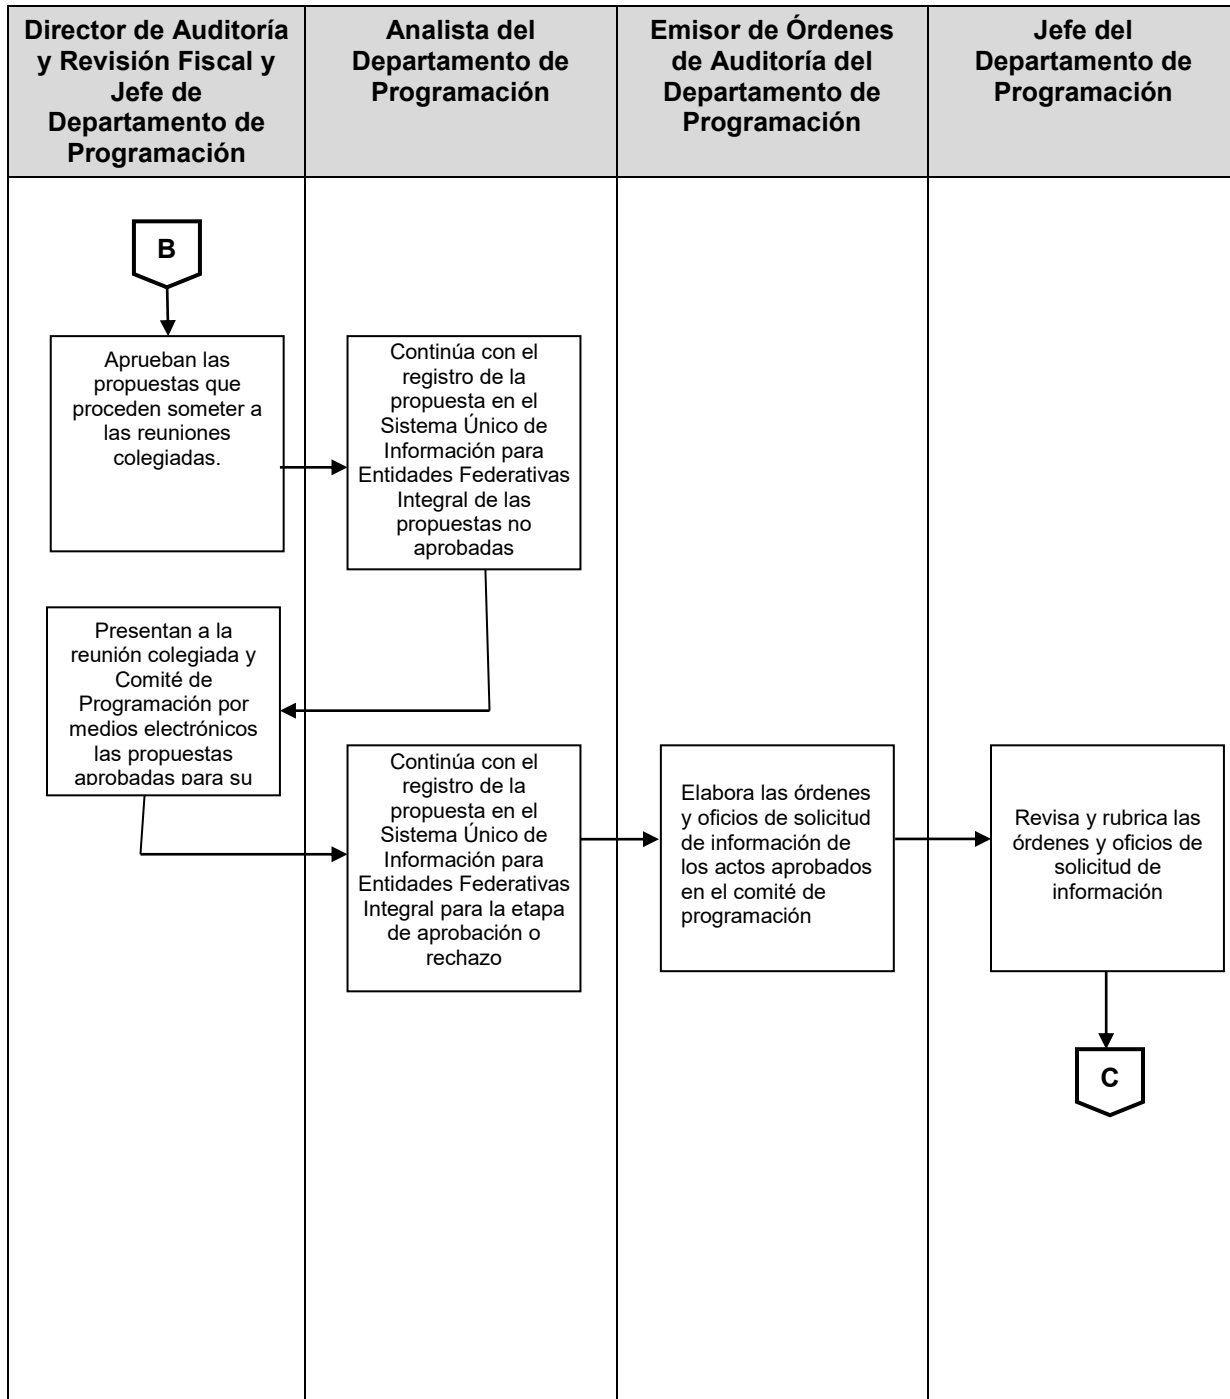 Director de Auditoría
y Revisión Fiscal y
Jefe de
Departamento de
Programación
Analista del
Departamento de
Programación
Emisor de Órdenes
de Auditoría del
Departamento de
Programación
Jefe del
Departamento de
Programación
B
Aprueban las
propuestas que
proceden someter a
las reuniones
colegiadas.
Continúa con el
registro de la
propuesta en el
Sistema Único de
Información para
Entidades Federativas
Integral de las
propuestas no
aprobadas
Presentan a la
reunión colegiada y
Comité de
Programación por
medios electrónicos
las propuestas
aprobadas para su
Continúa con el
registro de la
propuesta en el
Sistema Único de
Información para
Entidades Federativas
Integral para la etapa
de aprobación o
rechazo
Elabora las órdenes
y oficios de solicitud
de información de
los actos aprobados
en el comité de
programación
Revisa y rubrica las
órdenes y oficios de
solicitud de
información
C